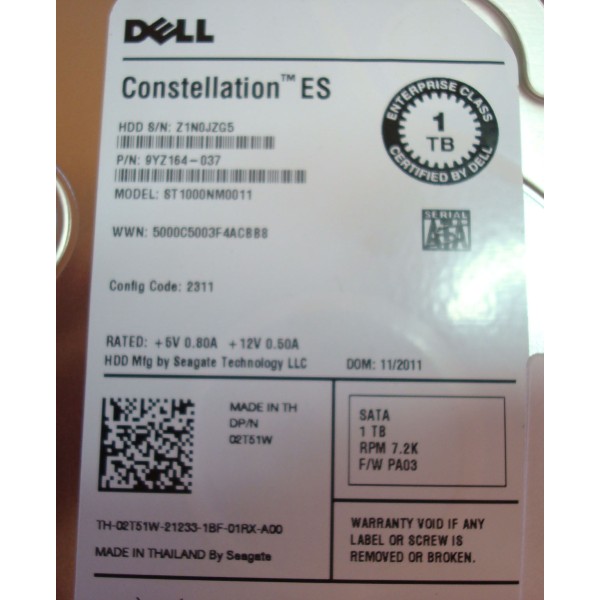 DELL
Constellation™ ES
ENTERPRISE CLASS
1
TB
CERTIFIED BY DELL
HDD S/N: Z1N0JZG5
P/N: 9YZ164-037
MODEL: ST1000NM0011
SERIAL
ATA
WWN: 5000C5003F4ACBB8
Config Code: 2311
RATED: +5V 0.80A +12V 0.50A
HDD Mfg by Seagate Technology LLC
DOM: 11/2011
MADE IN TH
DP/N
02T51W
SATA
1 TB
RPM 7.2K
F/W PA03
TH-02T51W-21233-1BF-01RX-A00
MADE IN THAILAND By Seagate
WARRANTY VOID IF ANY
LABEL OR SCREW IS
REMOVED OR BROKEN.